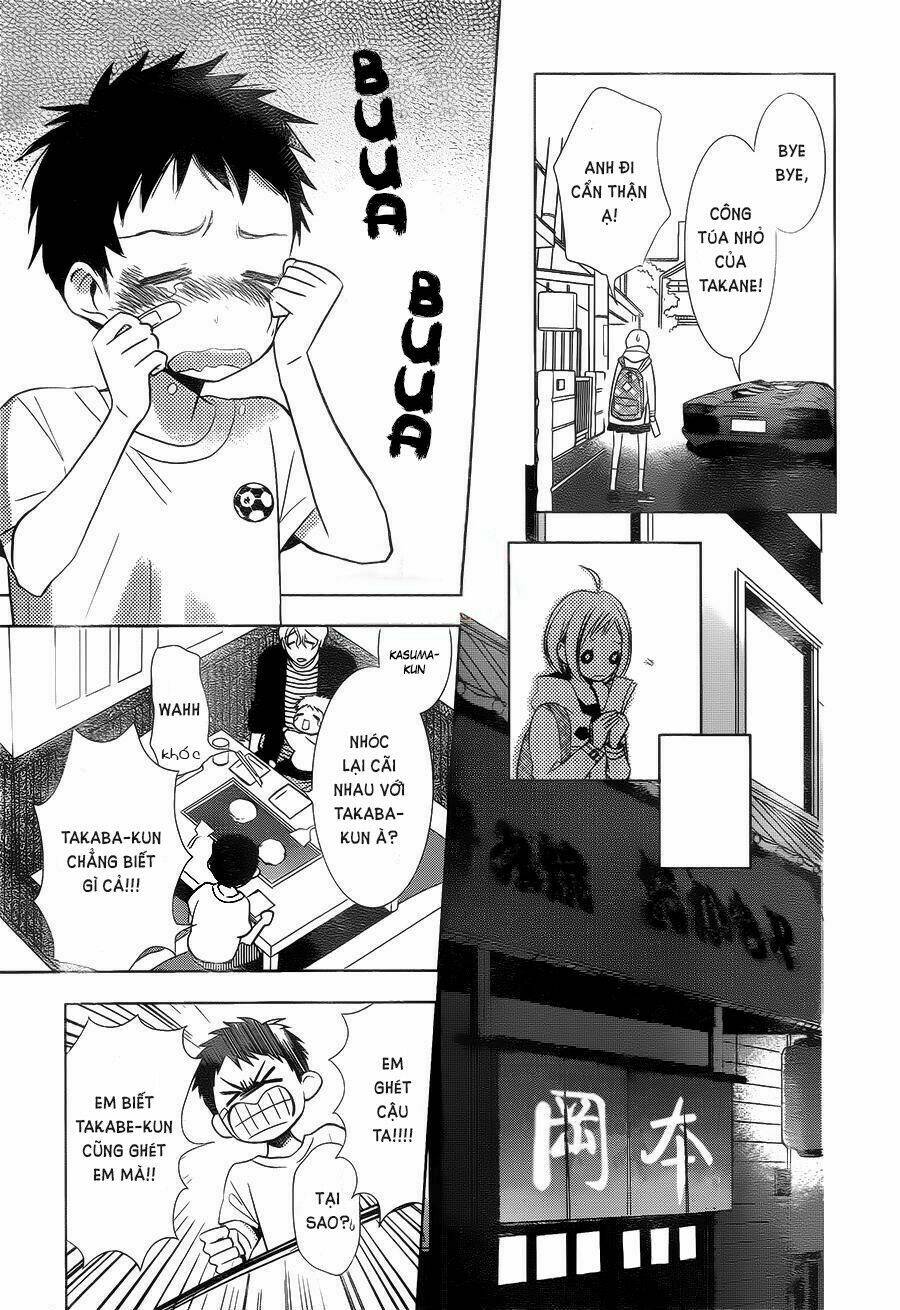 BYE
BYE,
CÔNG
TÚA NHỎ
CỦA
TAKANE!
ANH ĐI
CẨN THẬN
Ạ!
BUUA
BUUA
岡本
KASUMA-
KUN
NHÓC
LẠI CÃI
NHAU VỚI
TAKABA-
KUN À?
WAHH
khóc
TAKABA-KUN
CHẲNG BIẾT
GÌ CẢ!!!
EM
GHÉT
CẬU
TA!!!!
TẠI
SAO?
EM BIẾT
TAKABE-KUN
CŨNG GHÉT
EM MÀ!!